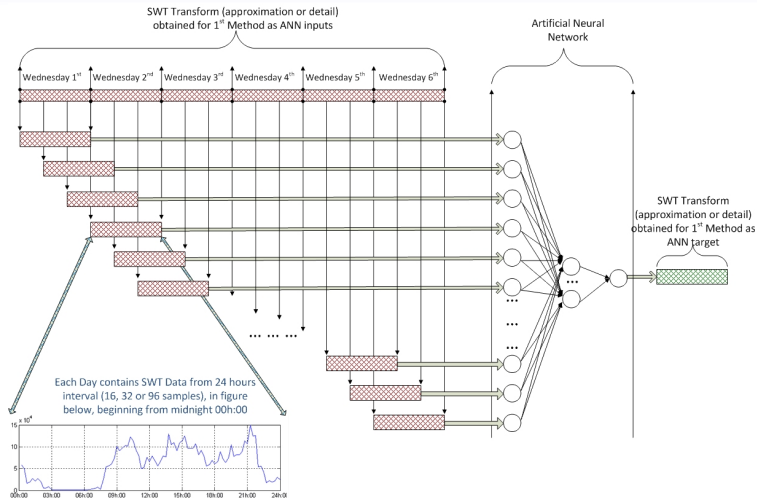 SWT Transform (approximation or detail)
obtained for 1st Method as ANN inputs
Artificial Neural
Network
Wednesday 1st Wednesday 2nd Wednesday 3rd Wednesday 4th Wednesday 5th Wednesday 6th
SWT Transform
(approximation or detail)
obtained for 1st Method as
ANN target
...
...
...
...
... ... ...
Each Day contains SWT Data from 24 hours
interval (16, 32 or 96 samples), in figure
below, beginning from midnight 00h:00
x 10^4
15
10
5
0
00h:00 03h:00 06h:00 09h:00 12h:00 15h:00 18h:00 21h:00 24h:00